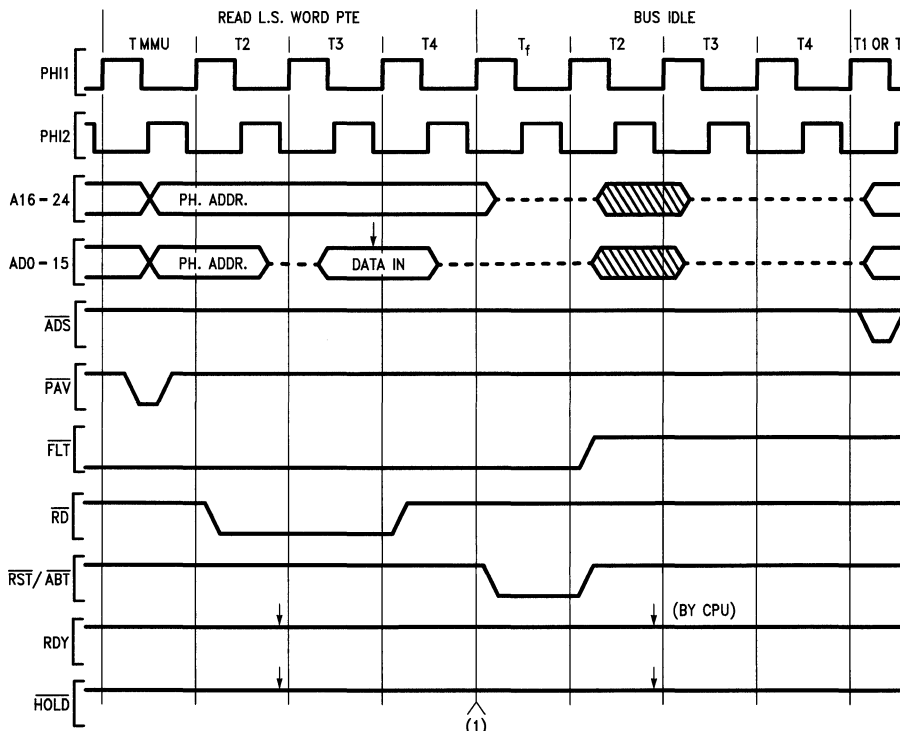 READ L.S. WORD PTE BUS IDLE
T MMU T2 T3 T4 Tf T2 T3 T4 T1 OR T
PHI1
PHI2
A16-24 PH. ADDR.
AD0-15 PH. ADDR. DATA IN
ADS
PAV
FLT
RD
RST/ABT
(BY CPU)
RDY
HOLD
(1)